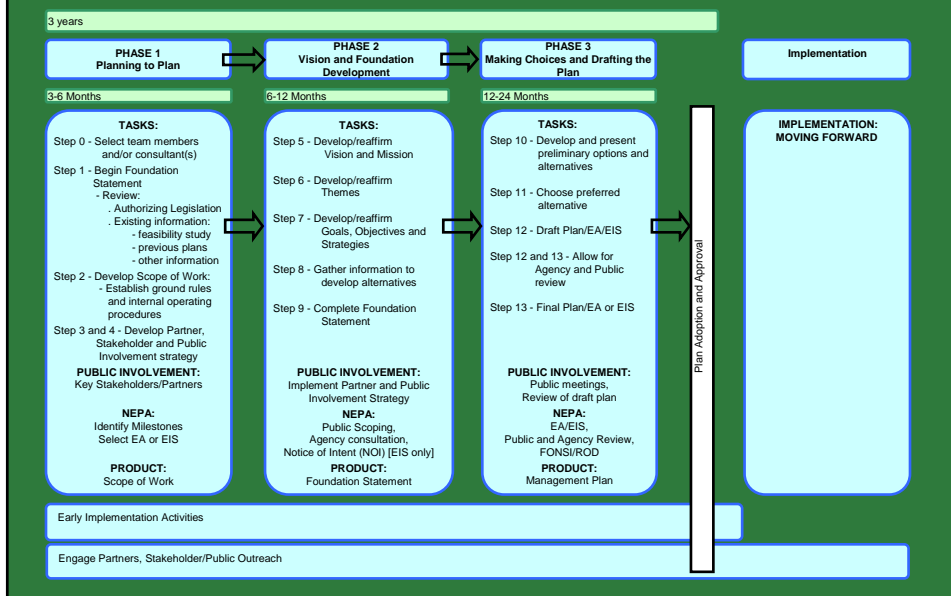 3 years
PHASE 1
Planning to Plan
PHASE 2
Vision and Foundation
Development
PHASE 3
Making Choices and Drafting the
Plan
Implementation
3-6 Months
6-12 Months
12-24 Months
TASKS:
Step 0 - Select team members
and/or consultant(s)
Step 1 - Begin Foundation
Statement
- Review:
. Authorizing Legislation
. Existing information:
- feasibility study
- previous plans
- other information
Step 2 - Develop Scope of Work:
- Establish ground rules
and internal operating
procedures
Step 3 and 4 - Develop Partner,
Stakeholder and Public
Involvement strategy
PUBLIC INVOLVEMENT:
Key Stakeholders/Partners
NEPA:
Identify Milestones
Select EA or EIS
PRODUCT:
Scope of Work
TASKS:
Step 5 - Develop/reaffirm
Vision and Mission
Step 6 - Develop/reaffirm
Themes
Step 7 - Develop/reaffirm
Goals, Objectives and
Strategies
Step 8 - Gather information to
develop alternatives
Step 9 - Complete Foundation
Statement
PUBLIC INVOLVEMENT:
Implement Partner and Public
Involvement Strategy
NEPA:
Public Scoping,
Agency consultation,
Notice of Intent (NOI) [EIS only]
PRODUCT:
Foundation Statement
TASKS:
Step 10 - Develop and present
preliminary options and
alternatives
Step 11 - Choose preferred
alternative
Step 12 - Draft Plan/EA/EIS
Step 12 and 13 - Allow for
Agency and Public
review
Step 13 - Final Plan/EA or EIS
PUBLIC INVOLVEMENT:
Public meetings,
Review of draft plan
NEPA:
EA/EIS,
Public and Agency Review,
FONSI/ROD
PRODUCT:
Management Plan
Plan Adoption and Approval
IMPLEMENTATION:
MOVING FORWARD
Early Implementation Activities
Engage Partners, Stakeholder/Public Outreach